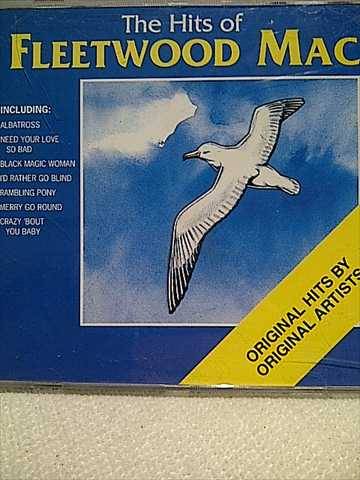 The Hits of
FLEETWOOD MAC
INCLUDING:
ALBATROSS
NEED YOUR LOVE
SO BAD
BLACK MAGIC WOMAN
I'D RATHER GO BLIND
RAMBLING PONY
MERRY GO ROUND
CRAZY 'BOUT
YOU BABY
ORIGINAL HITS BY
ORIGINAL ARTISTS